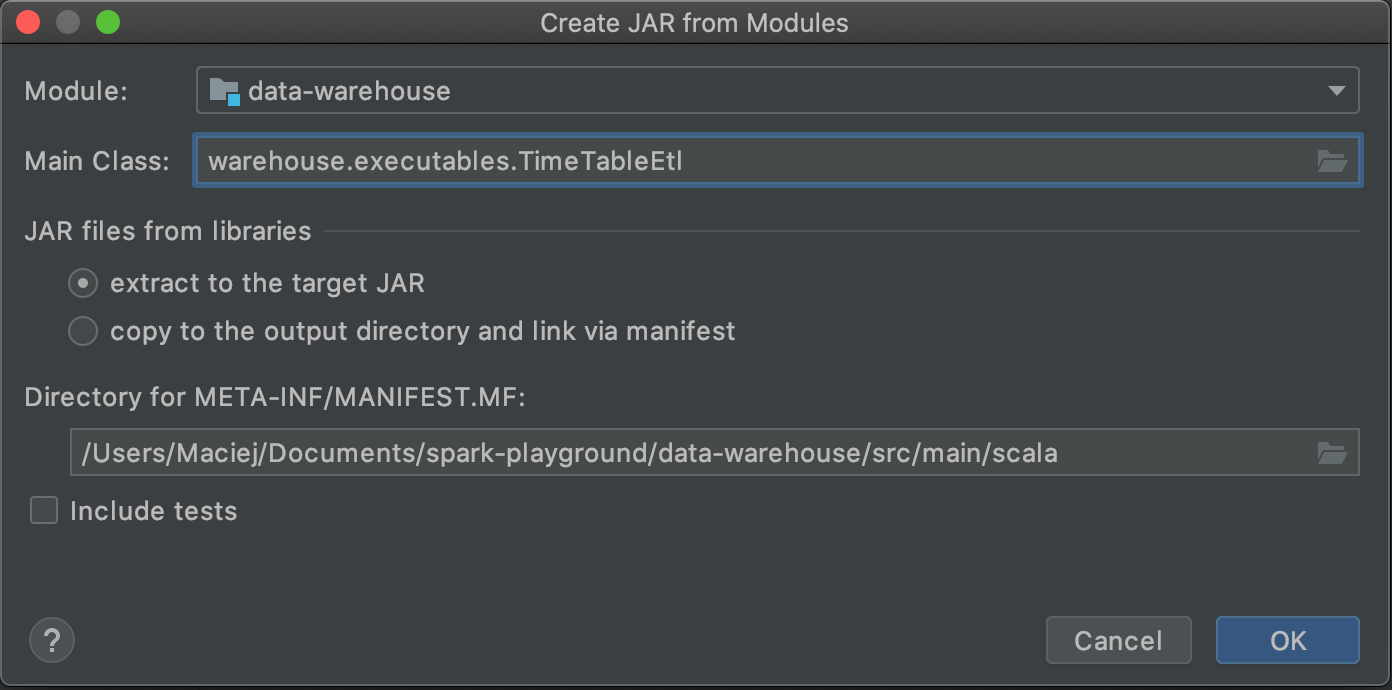 Create JAR from Modules
Module: data-warehouse
Main Class: warehouse.executables.TimeTableEtl
JAR files from libraries
extract to the target JAR
copy to the output directory and link via manifest
Directory for META-INF/MANIFEST.MF:
/Users/Maciej/Documents/spark-playground/data-warehouse/src/main/scala
Include tests
? Cancel OK